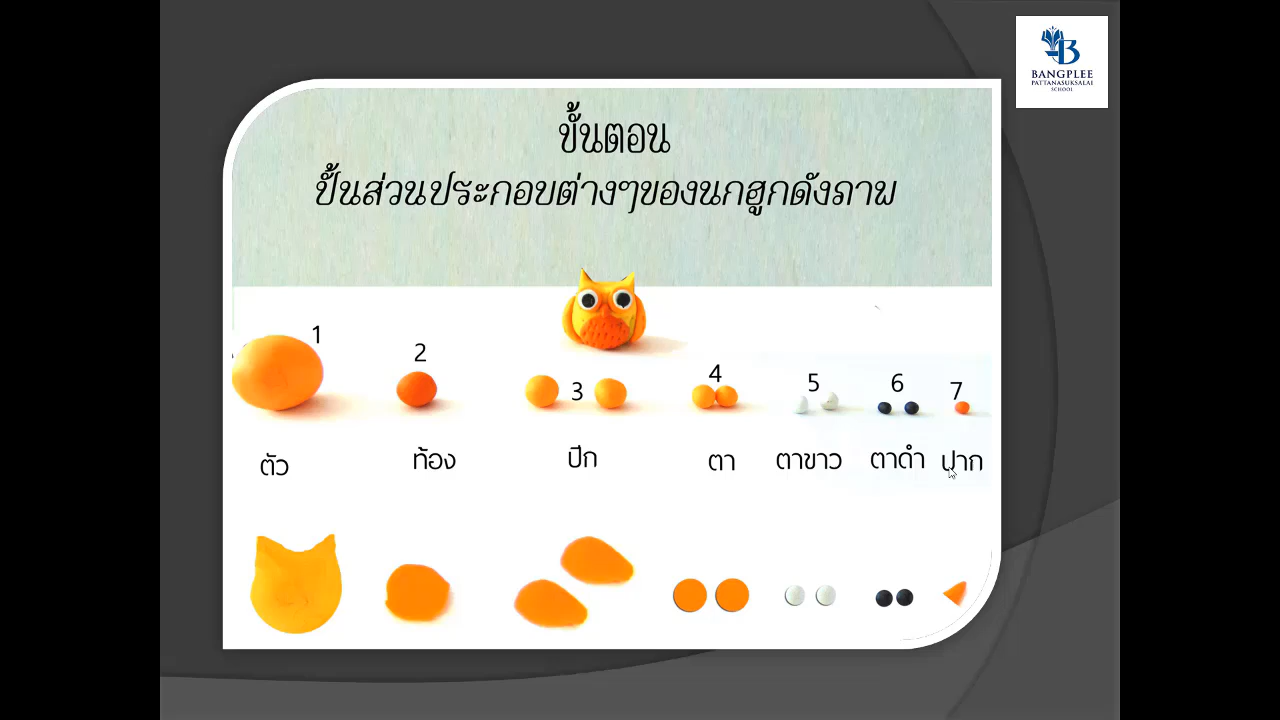 BANGPLEE
PATTANASUKSALAI
SCHOOL
ขั้นตอน
ปั้นส่วนประกอบต่างๆของนกฮูกดังภาพ
1
2
3
4
5
6
7
ตัว
ท้อง
ปีก
ตา
ตาขาว
ตาดำ
ปาก